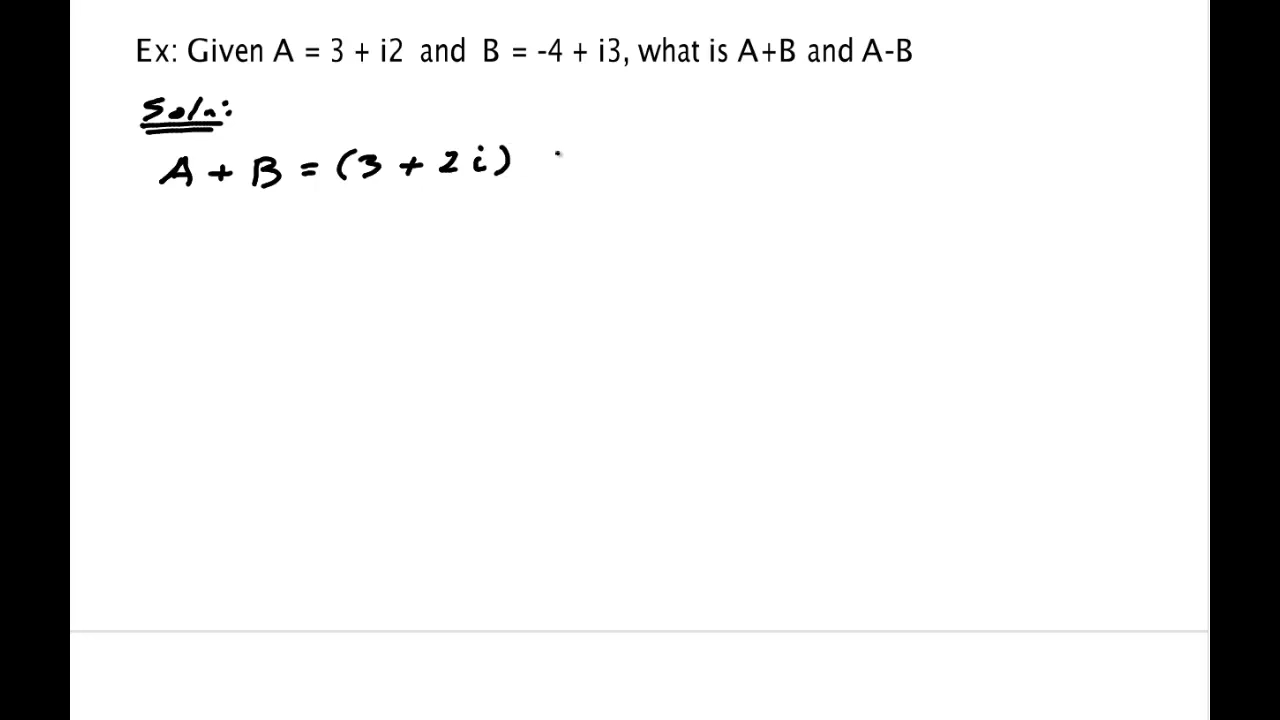 Ex: Given A = 3 + i2 and B = -4 + i3, what is A+B and A-B
Soln:
A + B = (3 + 2i)